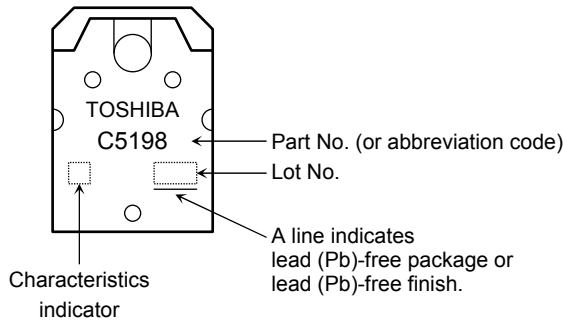 TOSHIBA
C5198
Part No. (or abbreviation code)
Lot No.
A line indicates
lead (Pb)-free package or
lead (Pb)-free finish.
Characteristics
indicator